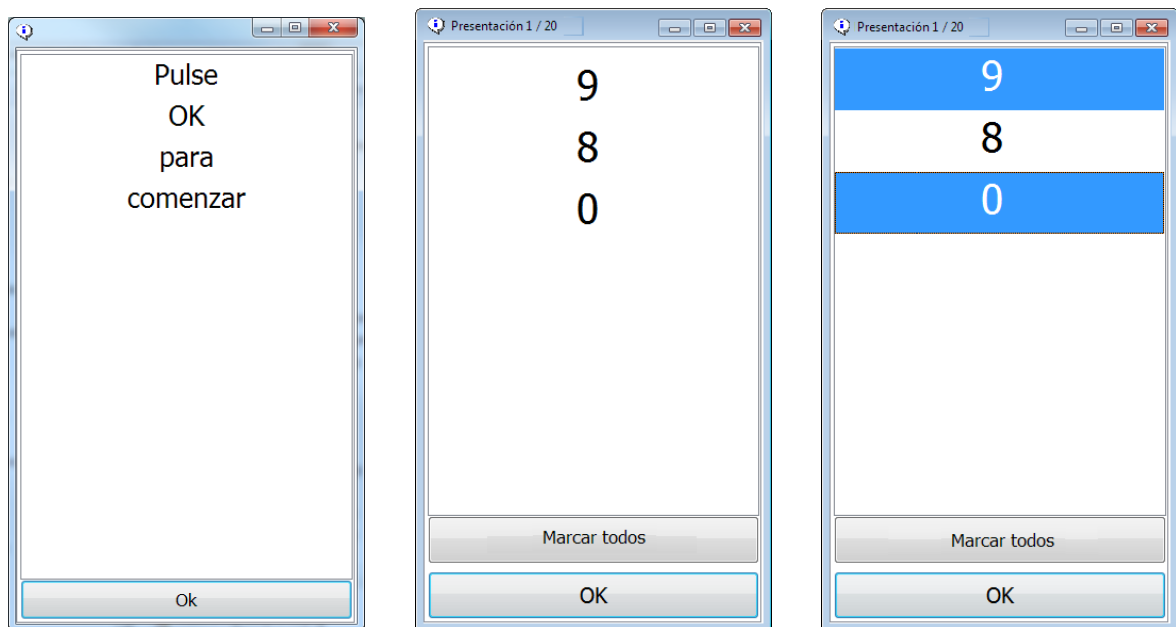 Pulse
OK
para
comenzar
Ok
Presentación 1 / 20
9
8
0
Marcar todos
OK
Presentación 1 / 20
9
8
0
Marcar todos
OK